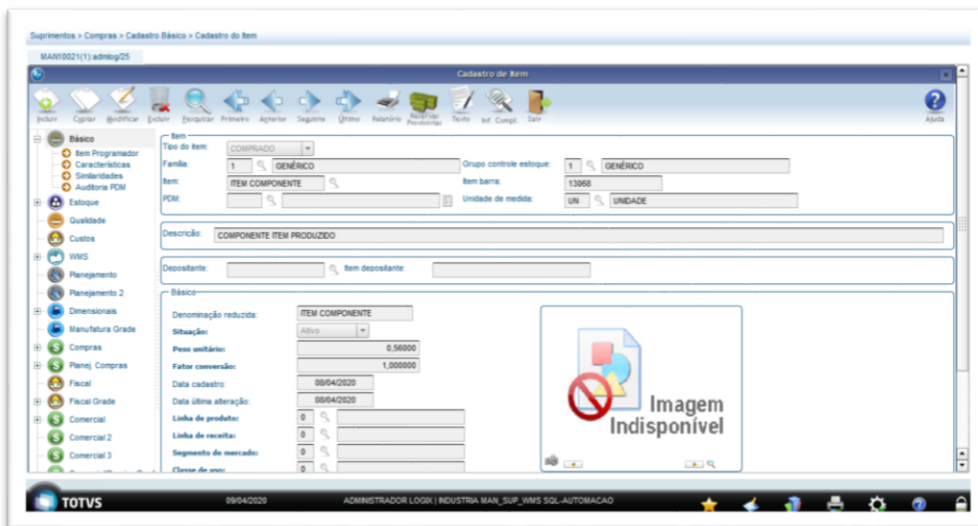 Suprimentos > Compras > Cadastro Básico > Cadastro do Item
MAN10021(1):admlog/25
Cadastro de Item
Incluir Copiar Modificar Excluir Pesquisar Primeiro Anterior Seguinte Último Relatório Reservas Provisórias Texto Inf. Compl. Sair Ajuda
Básico
Item Programador
Características
Similaridades
Auditoria PDM
Estoque
Qualidade
Custos
WMS
Planejamento
Planejamento 2
Dimensionais
Manufatura Grade
Compras
Planej. Compras
Fiscal
Fiscal Grade
Comercial
Comercial 2
Comercial 3
Item
Tipo do item: COMPRADO
Família: 1 GENÉRICO Grupo controle estoque: 1 GENÉRICO
Item: ITEM COMPONENTE Item barra: 13068
PDM: Unidade de medida: UN UNIDADE
Descrição: COMPONENTE ITEM PRODUZIDO
Depositante: Item depositante:
Básico
Denominação reduzida: ITEM COMPONENTE
Situação: Ativo
Peso unitário: 0,56000
Fator conversão: 1,000000
Data cadastro: 08/04/2020
Data última alteração: 08/04/2020
Linha de produto: 0
Linha de receita: 0
Segmento de mercado: 0
Classe de uso: 0
Imagem
Indisponível
TOTVS 09/04/2020 ADMINISTRADOR LOGIX | INDUSTRIA MAN_SUP_WMS SQL-AUTOMACAO